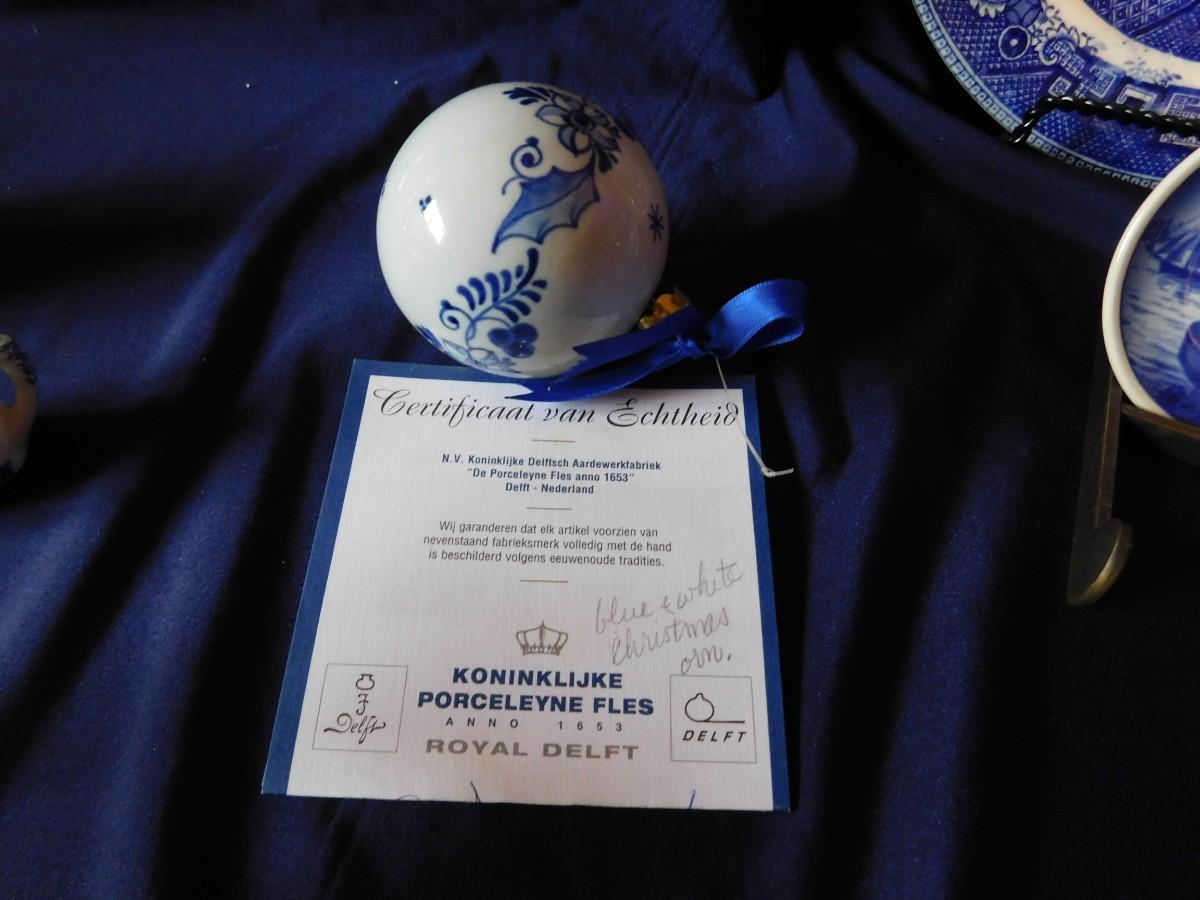 Certificaat van Echtheid
N.V. Koninklijke Delftsch Aardewerkfabriek
"De Porceleyne Fles anno 1653"
Delft - Nederland
Wij garanderen dat elk artikel voorzien van
nevenstaand fabrieksmerk volledig met de hand
is beschilderd volgens eeuwenoude tradities.
blue & white
christmas
orn.
KONINKLIJKE
PORCELEYNE FLES
ANNO 1653
ROYAL DELFT
Delft
DELFT